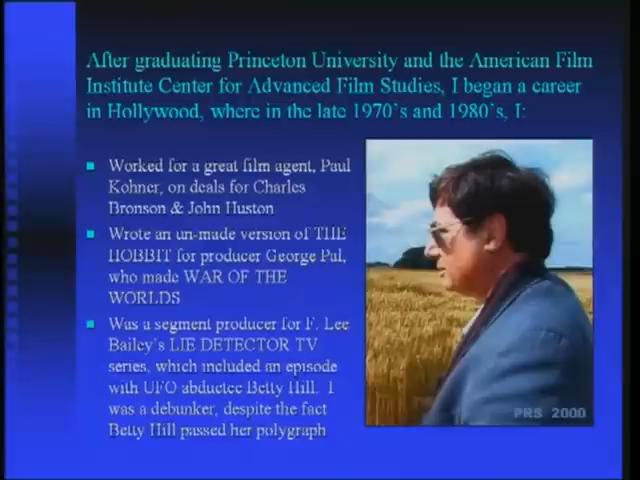 After graduating Princeton University and the American Film
Institute Center for Advanced Film Studies, I began a career
in Hollywood, where in the late 1970's and 1980's, I:
Worked for a great film agent, Paul
Kohner, on deals for Charles
Bronson & John Huston
Wrote an un-made version of THE
HOBBIT for producer George Pal,
who made WAR OF THE
WORLDS
Was a segment producer for F. Lee
Bailey's LIE DETECTOR TV
series, which included an episode
with UFO abductee Betty Hill. I
was a debunker, despite the fact
Betty Hill passed her polygraph
PRS 2000